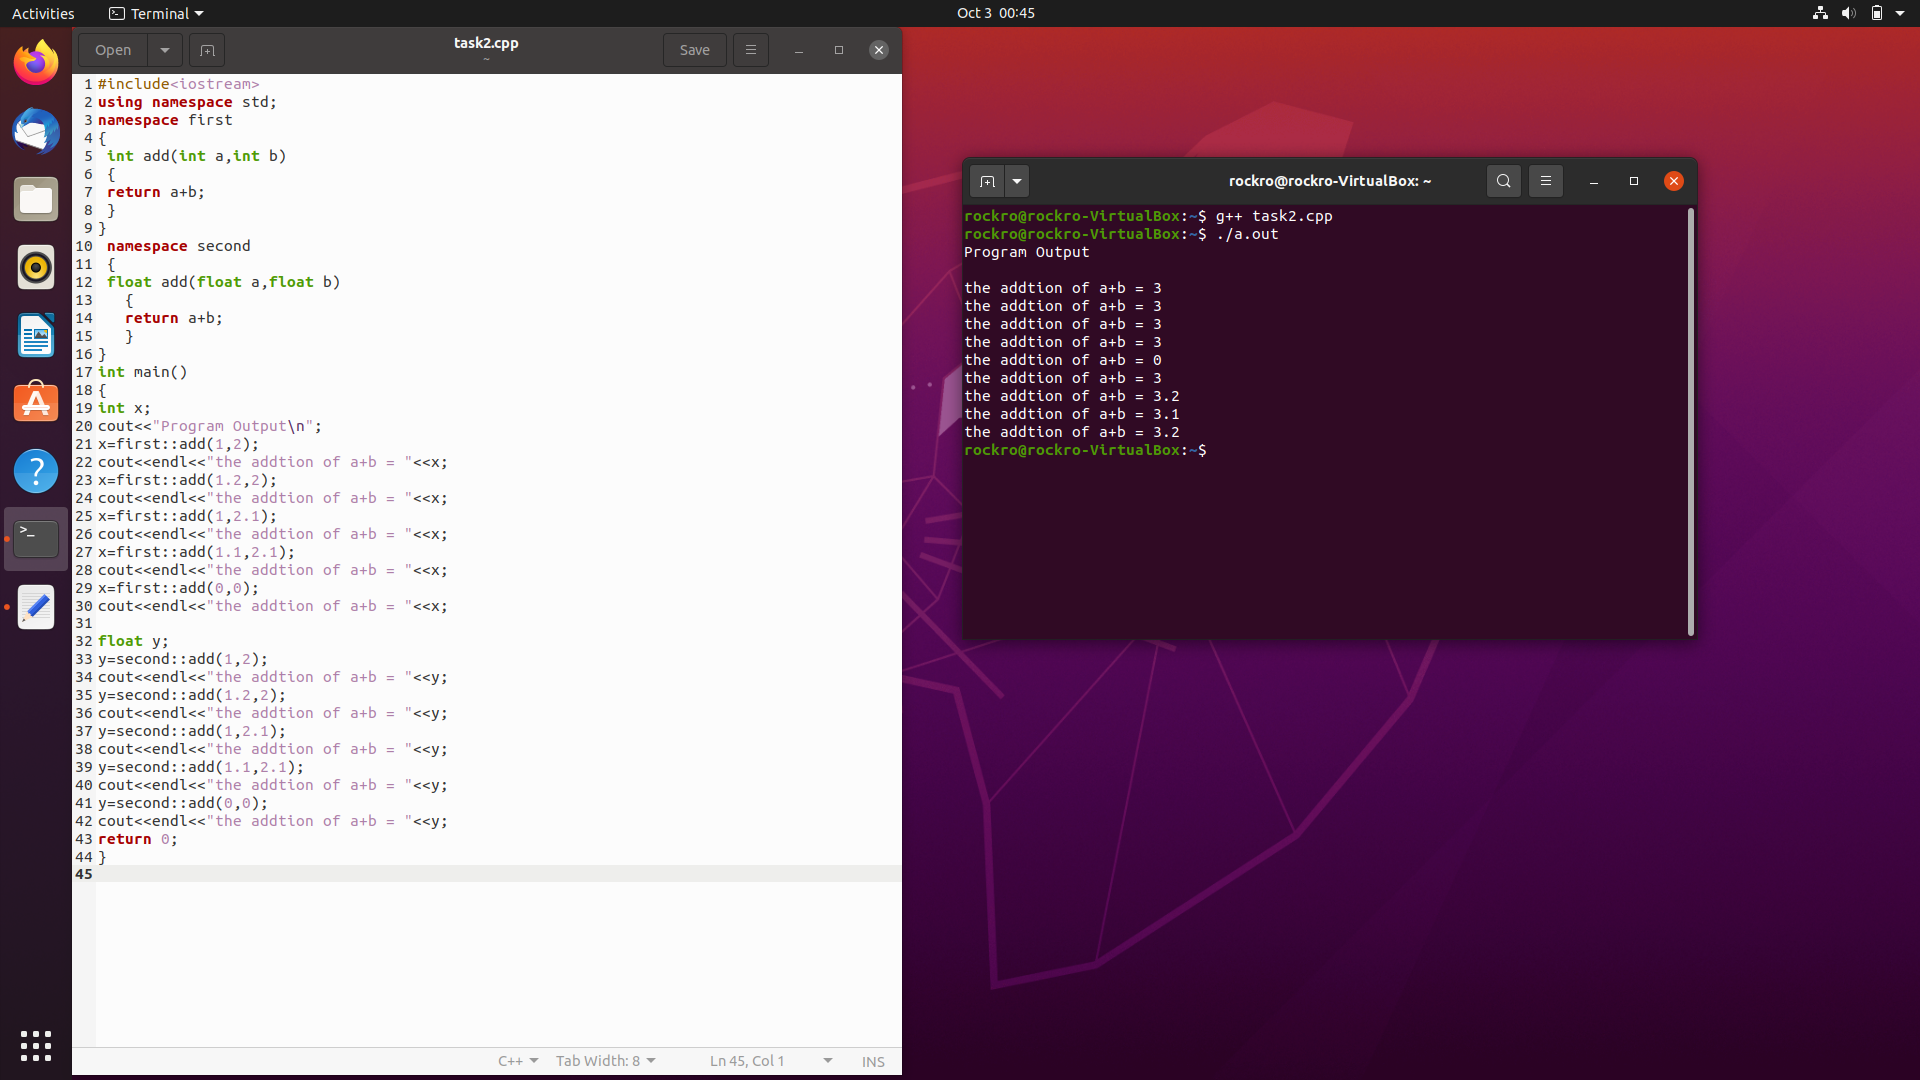 Activities
Terminal
Oct 3 00:45
Open
task2.cpp
~
Save
1 #include<iostream>
2 using namespace std;
3 namespace first
4 {
5  int add(int a,int b)
6  {
7  return a+b;
8  }
9 }
10  namespace second
11  {
12  float add(float a,float b)
13    {
14    return a+b;
15    }
16 }
17 int main()
18 {
19 int x;
20 cout<<"Program Output\n";
21 x=first::add(1,2);
22 cout<<endl<<"the addtion of a+b = "<<x;
23 x=first::add(1.2,2);
24 cout<<endl<<"the addtion of a+b = "<<x;
25 x=first::add(1,2.1);
26 cout<<endl<<"the addtion of a+b = "<<x;
27 x=first::add(1.1,2.1);
28 cout<<endl<<"the addtion of a+b = "<<x;
29 x=first::add(0,0);
30 cout<<endl<<"the addtion of a+b = "<<x;
31
32 float y;
33 y=second::add(1,2);
34 cout<<endl<<"the addtion of a+b = "<<y;
35 y=second::add(1.2,2);
36 cout<<endl<<"the addtion of a+b = "<<y;
37 y=second::add(1,2.1);
38 cout<<endl<<"the addtion of a+b = "<<y;
39 y=second::add(1.1,2.1);
40 cout<<endl<<"the addtion of a+b = "<<y;
41 y=second::add(0,0);
42 cout<<endl<<"the addtion of a+b = "<<y;
43 return 0;
44 }
45
C++
Tab Width: 8
Ln 45, Col 1
INS
rockro@rockro-VirtualBox: ~
rockro@rockro-VirtualBox:~$ g++ task2.cpp
rockro@rockro-VirtualBox:~$ ./a.out
Program Output
the addtion of a+b = 3
the addtion of a+b = 3
the addtion of a+b = 3
the addtion of a+b = 3
the addtion of a+b = 0
the addtion of a+b = 3
the addtion of a+b = 3.2
the addtion of a+b = 3.1
the addtion of a+b = 3.2
rockro@rockro-VirtualBox:~$